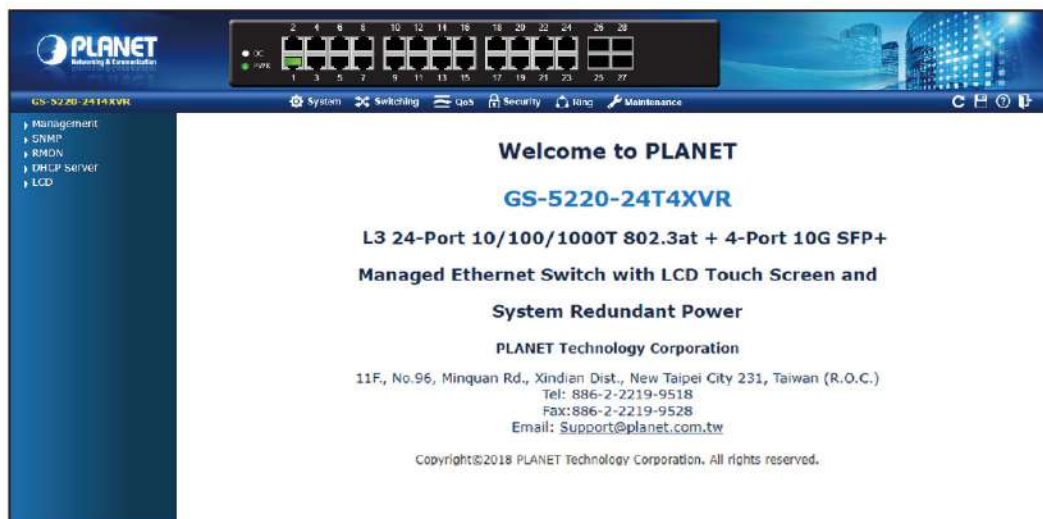 PLANET
Networking & Communication
2 4 6 8 10 12 14 16 18 20 22 24 26 28
DC
PWR
1 3 5 7 9 11 13 15 17 19 21 23 25 27
GS-5220-24T4XVR
System Switching QoS Security Ring Maintenance
Management
SNMP
RMON
DHCP Server
LCD
Welcome to PLANET
GS-5220-24T4XVR
L3 24-Port 10/100/1000T 802.3at + 4-Port 10G SFP+
Managed Ethernet Switch with LCD Touch Screen and
System Redundant Power
PLANET Technology Corporation
11F., No.96, Minquan Rd., Xindian Dist., New Taipei City 231, Taiwan (R.O.C.)
Tel: 886-2-2219-9518
Fax:886-2-2219-9528
Email: Support@planet.com.tw
Copyright©2018 PLANET Technology Corporation. All rights reserved.